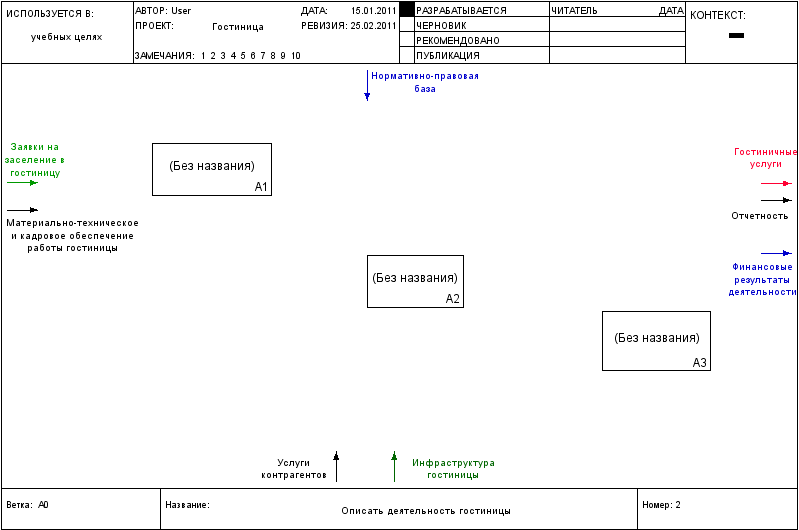 ИСПОЛЬЗУЕТСЯ В:
учебных целях
АВТОР: User
ДАТА: 15.01.2011
ПРОЕКТ: Гостиница
РЕВИЗИЯ: 25.02.2011
ЗАМЕЧАНИЯ: 1 2 3 4 5 6 7 8 9 10
РАЗРАБАТЫВАЕТСЯ
ЧЕРНОВИК
РЕКОМЕНДОВАНО
ПУБЛИКАЦИЯ
ЧИТАТЕЛЬ ДАТА
КОНТЕКСТ:
Нормативно-правовая
база
Заявки на
заселение в
гостиницу
Материально-техническое
и кадровое обеспечение
работы гостиницы
(Без названия)
A1
(Без названия)
A2
(Без названия)
A3
Гостиничные
услуги
Отчетность
Финансовые
результаты
деятельности
Услуги
контрагентов
Инфраструктура
гостиницы
Ветка: A0
Название:
Описать деятельность гостиницы
Номер: 2